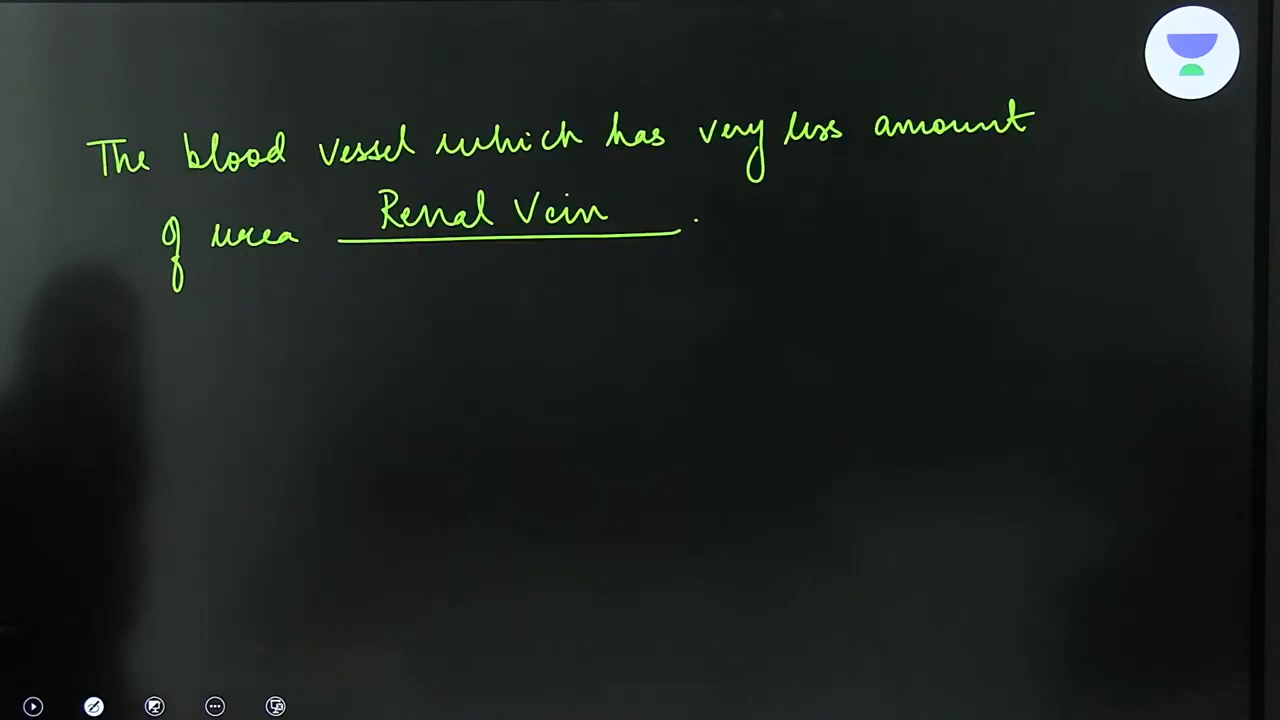 The blood vessel which has very less amount
of urea Renal Vein .